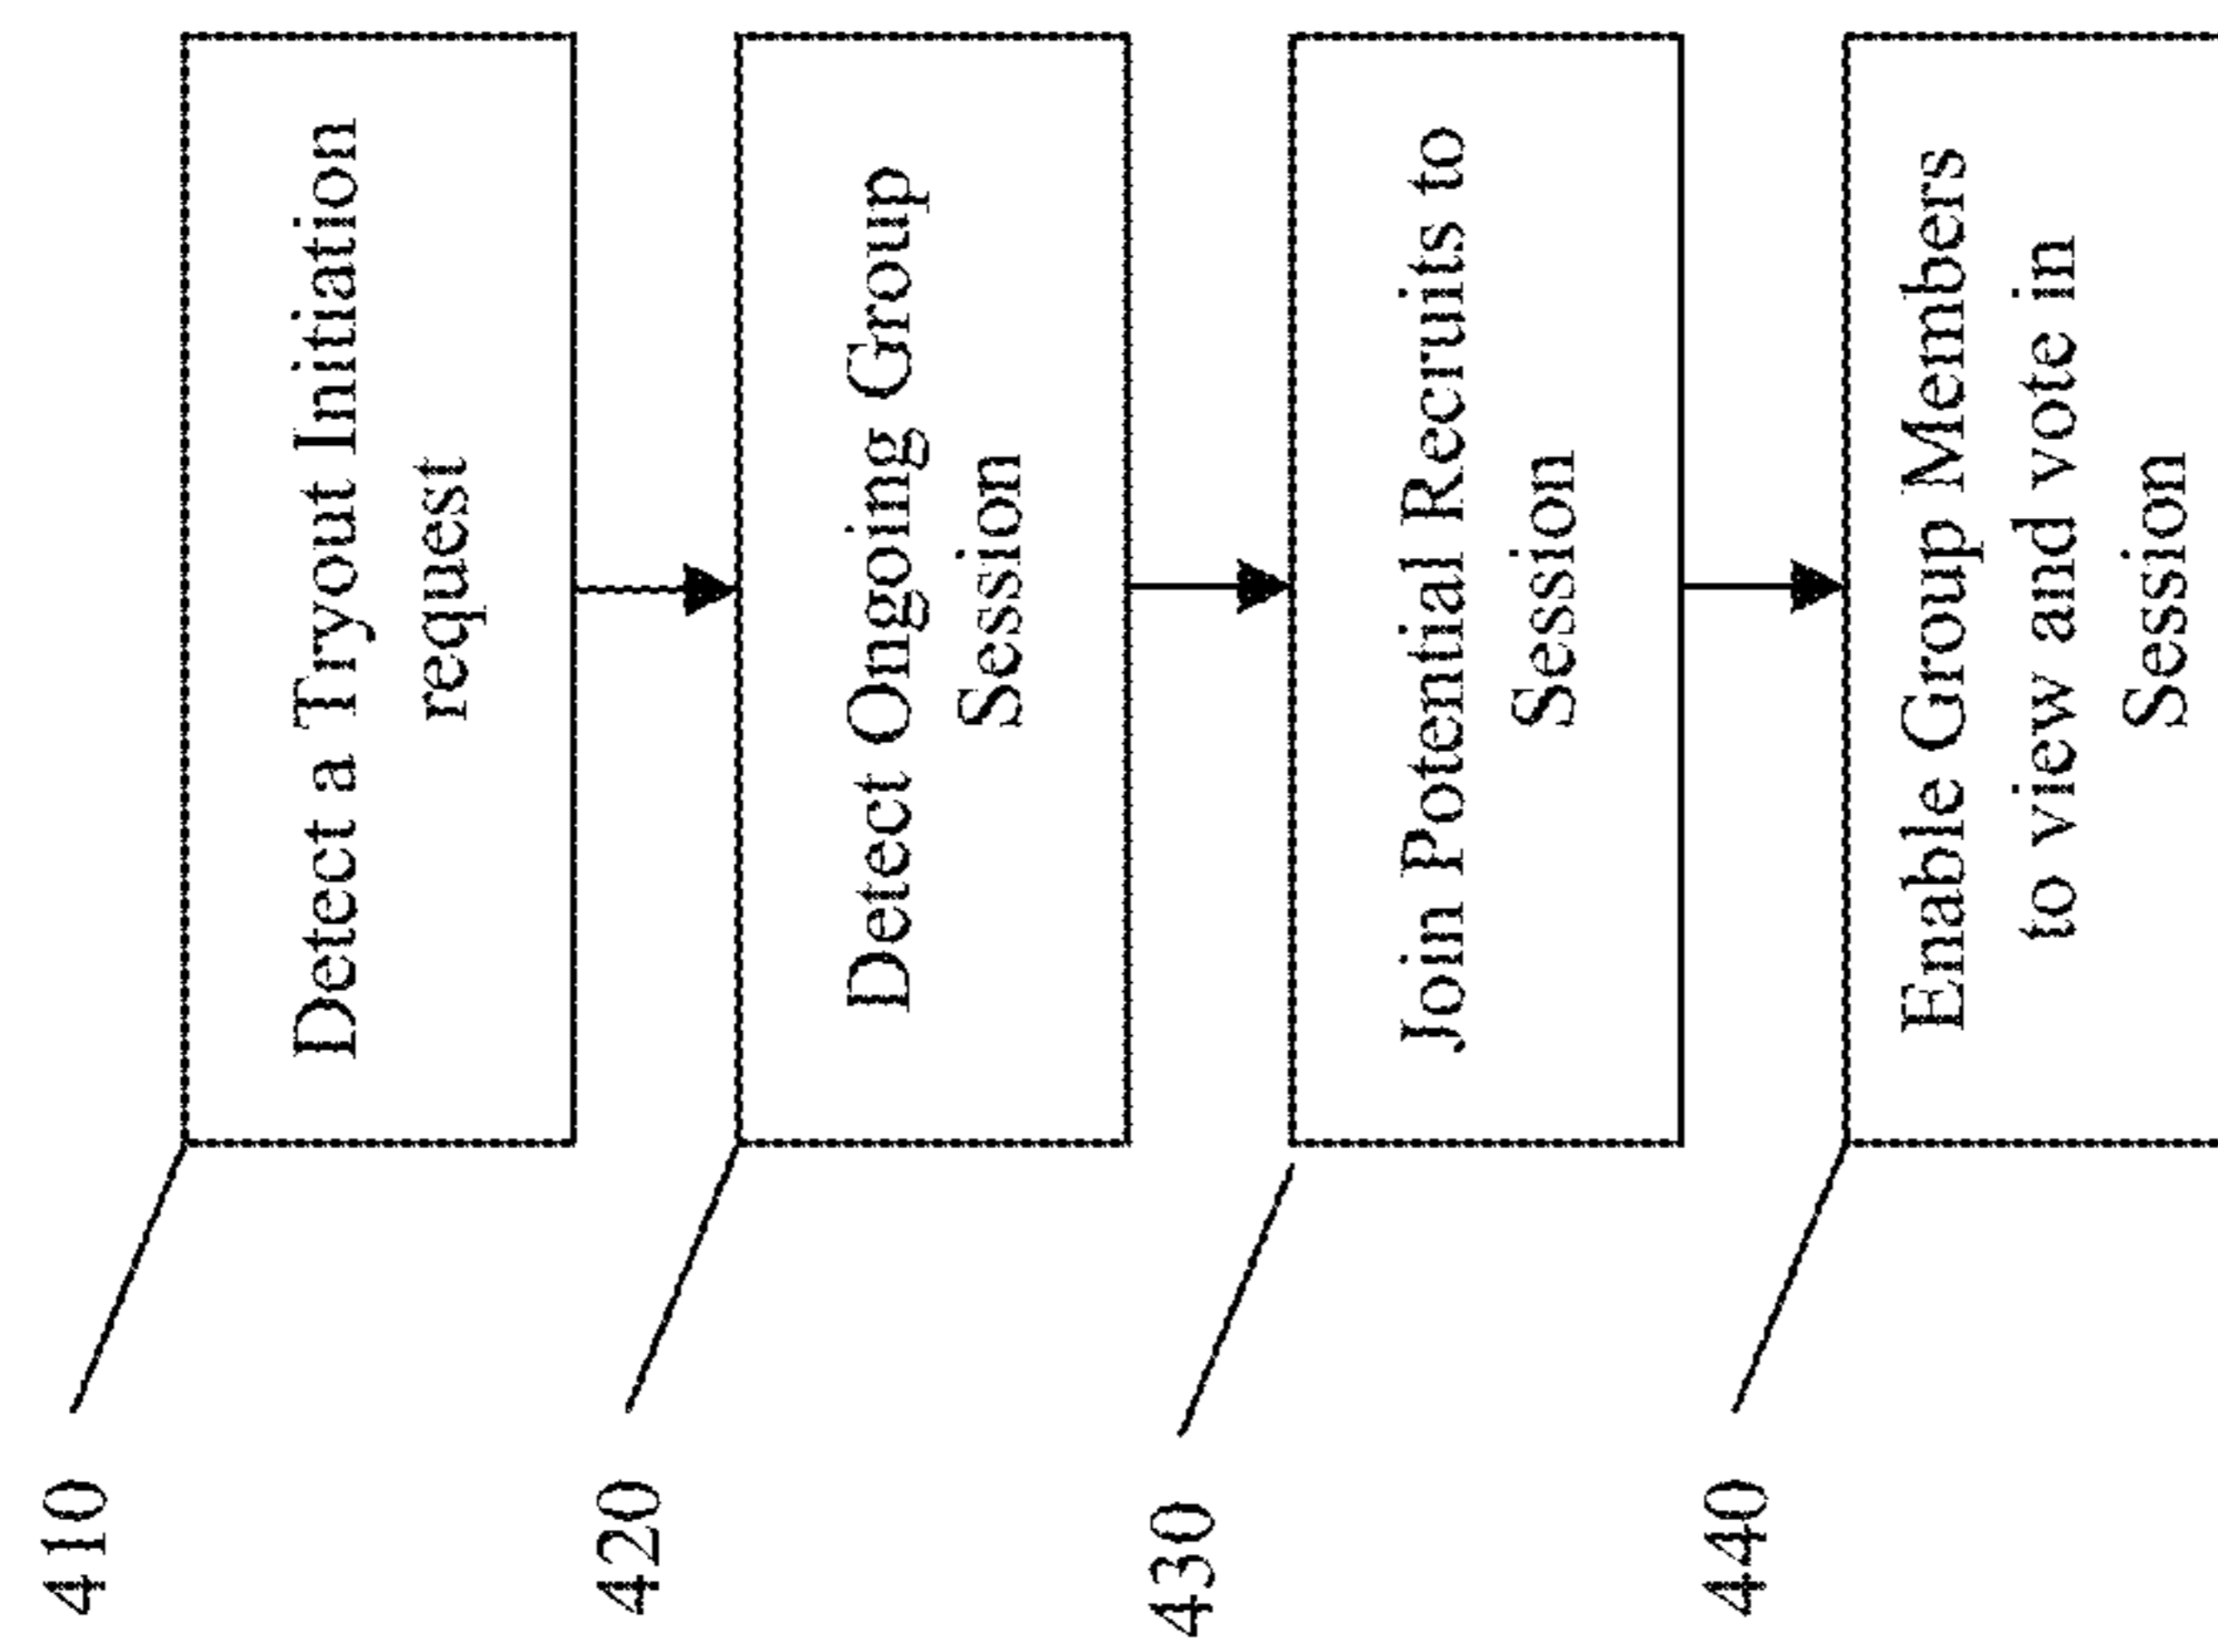 410
Detect a Tryout Initiation
request
420
Detect Ongoing Group
Session
430
Join Potential Recruits to
Session
440
Enable Group Members
to view and vote in
Session